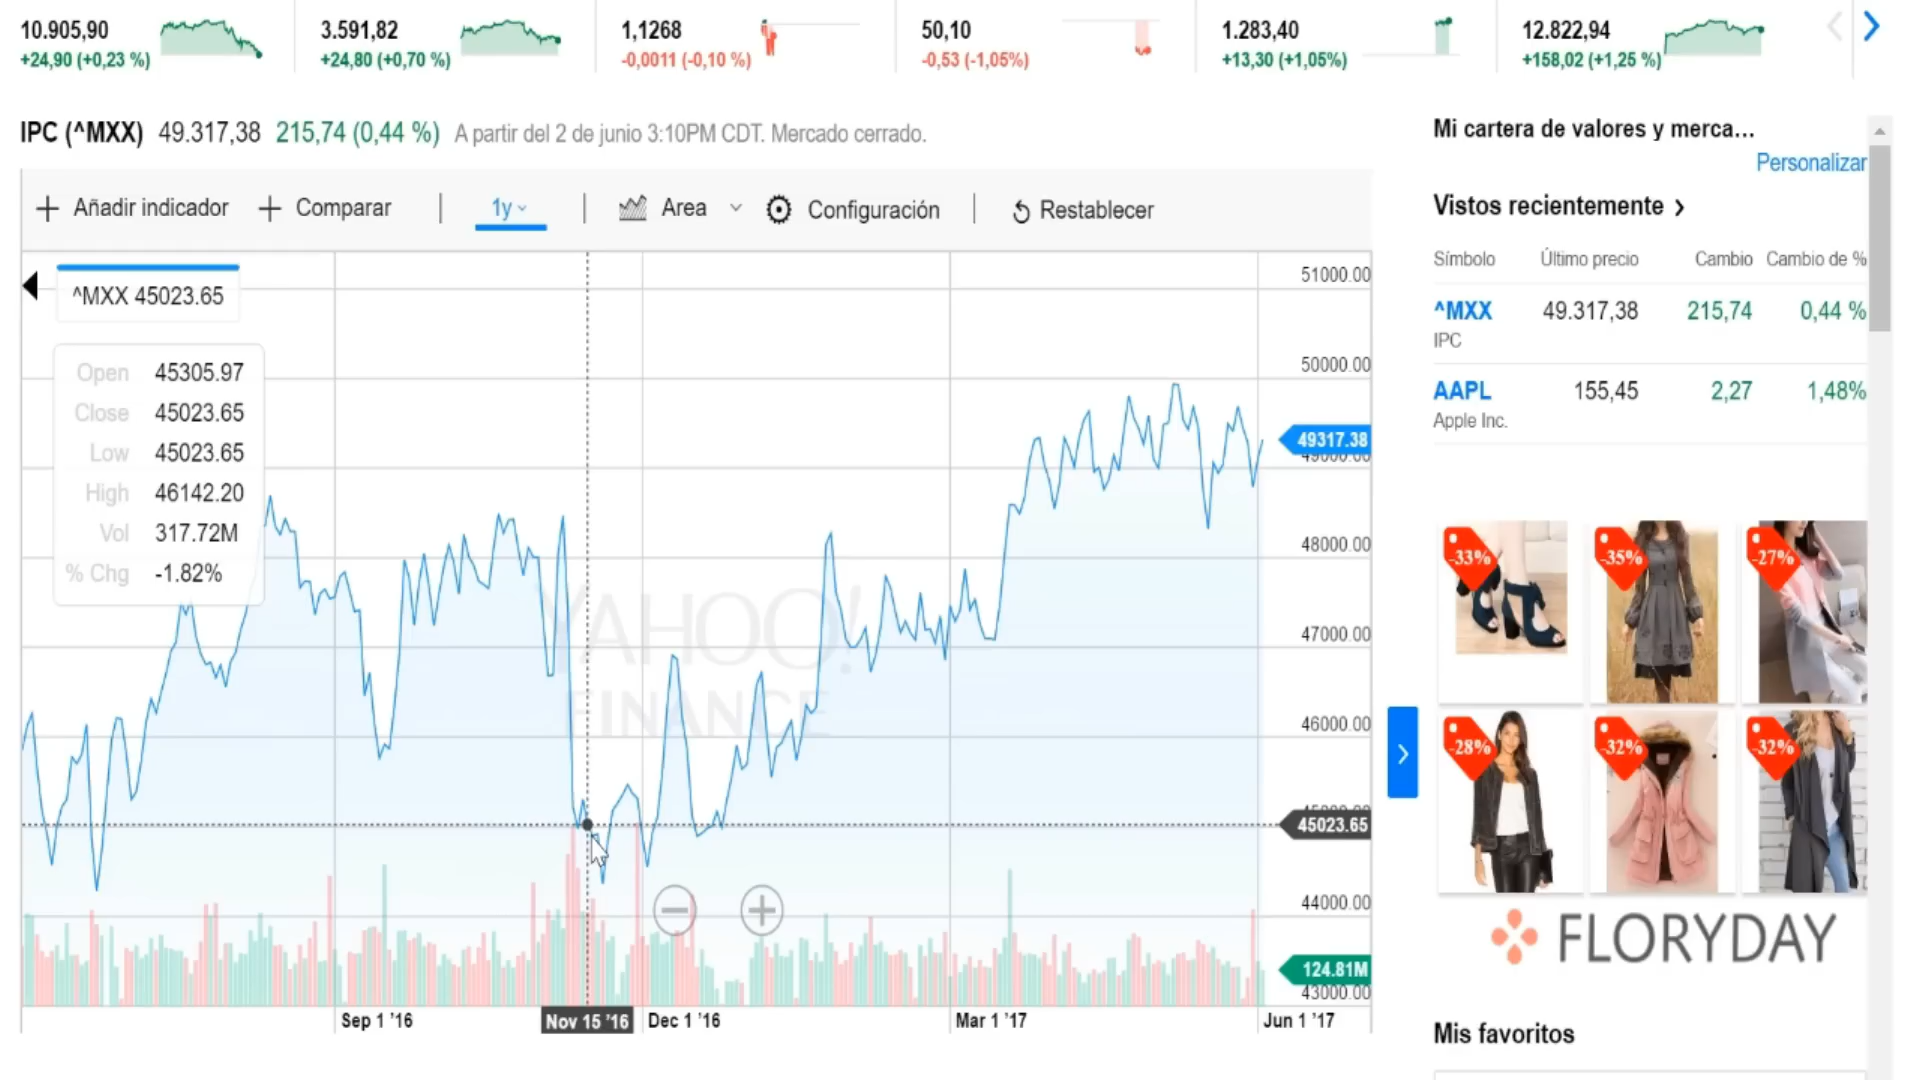 10.905,90
+24,90 (+0,23 %)
3.591,82
+24,80 (+0,70 %)
1,1268
-0,0011 (-0,10 %)
50,10
-0,53 (-1,05%)
1.283,40
+13,30 (+1,05%)
12.822,94
+158,02 (+1,25 %)
IPC (^MXX) 49.317,38 215,74 (0,44 %) A partir del 2 de junio 3:10PM CDT. Mercado cerrado.
Añadir indicador
Comparar
1y
Area
Configuración
Restablecer
^MXX 45023.65
Open 45305.97
Close 45023.65
Low 45023.65
High 46142.20
Vol 317.72M
% Chg -1.82%
YAHOO!
FINANCE
51000.00
50000.00
49317.38
49000.00
48000.00
47000.00
46000.00
45000.00
45023.65
44000.00
124.81M
43000.00
Sep 1 '16
Nov 15 '16
Dec 1 '16
Mar 1 '17
Jun 1 '17
Mi cartera de valores y merca...
Personalizar
Vistos recientemente
Símbolo Último precio Cambio Cambio de %
^MXX 49.317,38 215,74 0,44 %
IPC
AAPL 155,45 2,27 1,48%
Apple Inc.
-33%
-35%
-27%
-28%
-32%
-32%
FLORYDAY
Mis favoritos